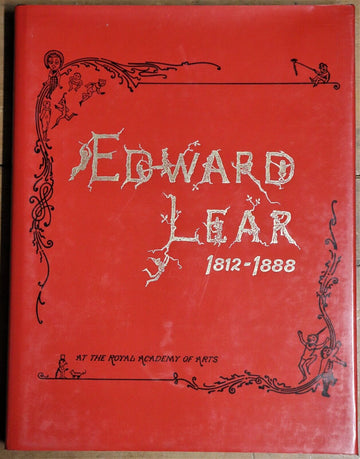 EDWARD
LEAR
1812-1888
AT THE ROYAL ACADEMY OF ARTS